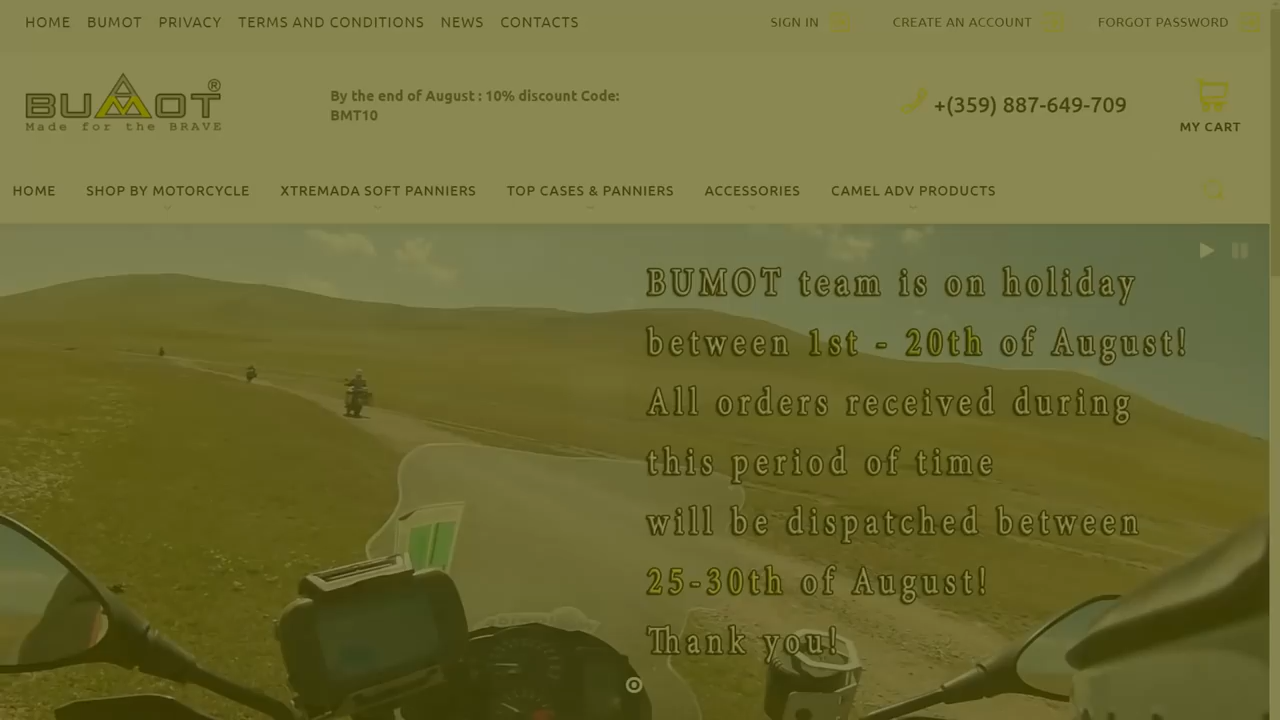 HOME BUMOT PRIVACY TERMS AND CONDITIONS NEWS CONTACTS SIGN IN CREATE AN ACCOUNT FORGOT PASSWORD
BUMOT®
Made for the BRAVE
By the end of August : 10% discount Code:
BMT10
+(359) 887-649-709
MY CART
HOME SHOP BY MOTORCYCLE XTREMADA SOFT PANNIERS TOP CASES & PANNIERS ACCESSORIES CAMEL ADV PRODUCTS
BUMOT team is on holiday
between 1st - 20th of August!
All orders received during
this period of time
will be dispatched between
25-30th of August!
Thank you!